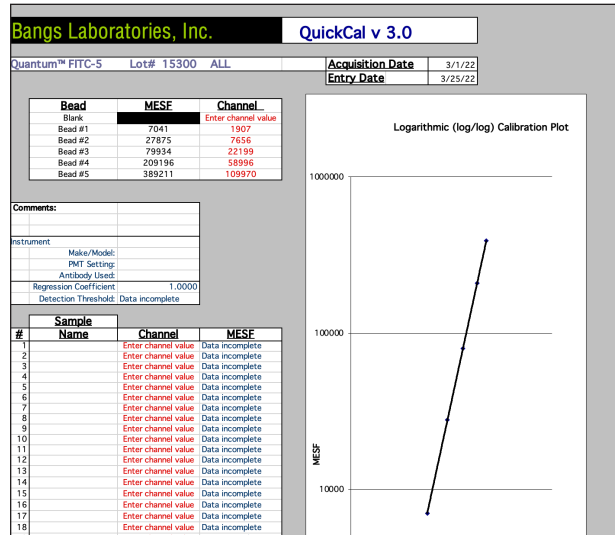 Bangs Laboratories, Inc. QuickCal v 3.0
Quantum™ FITC-5 Lot# 15300 ALL Acquisition Date 3/1/22
Entry Date 3/25/22
Bead MESF Channel
Blank Enter channel value
Bead #1 7041 1907
Bead #2 27875 7656
Bead #3 79934 22199
Bead #4 209196 58996
Bead #5 389211 109970
Logarithmic (log/log) Calibration Plot
1000000
100000
10000
MESF
Comments:
Instrument
Make/Model:
PMT Setting:
Antibody Used:
Regression Coefficient 1.0000
Detection Threshold: Data incomplete
Sample
# Name Channel MESF
1 Enter channel value Data incomplete
2 Enter channel value Data incomplete
3 Enter channel value Data incomplete
4 Enter channel value Data incomplete
5 Enter channel value Data incomplete
6 Enter channel value Data incomplete
7 Enter channel value Data incomplete
8 Enter channel value Data incomplete
9 Enter channel value Data incomplete
10 Enter channel value Data incomplete
11 Enter channel value Data incomplete
12 Enter channel value Data incomplete
13 Enter channel value Data incomplete
14 Enter channel value Data incomplete
15 Enter channel value Data incomplete
16 Enter channel value Data incomplete
17 Enter channel value Data incomplete
18 Enter channel value Data incomplete